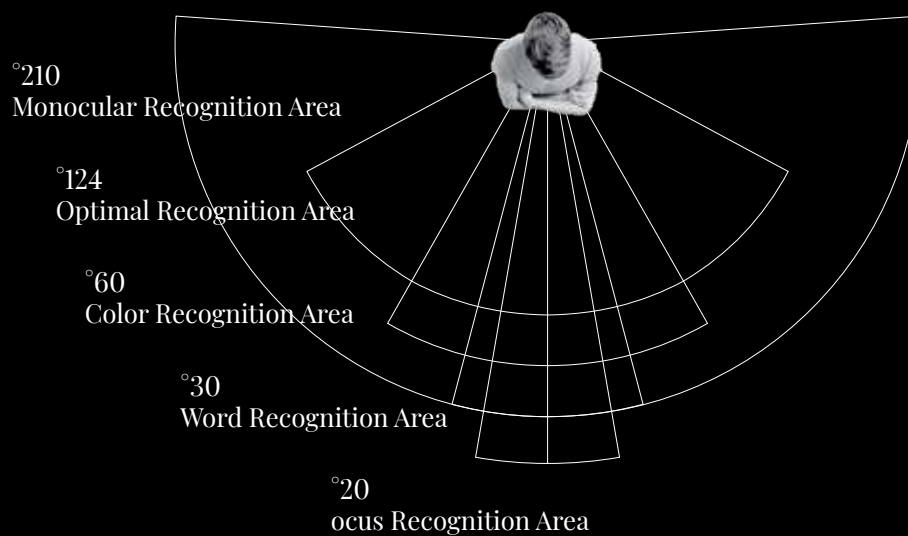 °210
Monocular Recognition Area
°124
Optimal Recognition Area
°60
Color Recognition Area
°30
Word Recognition Area
°20
ocus Recognition Area